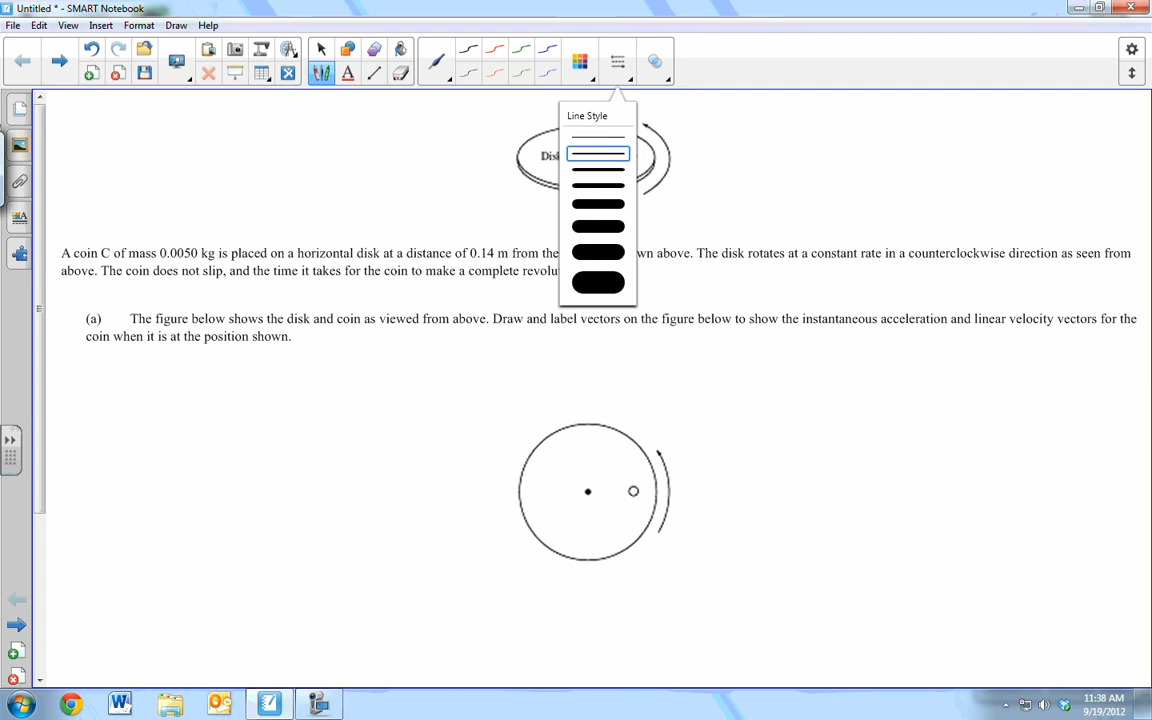 Untitled * - SMART Notebook
File Edit View Insert Format Draw Help
Line Style
A coin C of mass 0.0050 kg is placed on a horizontal disk at a distance of 0.14 m from the above. The disk rotates at a constant rate in a counterclockwise direction as seen from
above. The coin does not slip, and the time it takes for the coin to make a complete
(a) The figure below shows the disk and coin as viewed from above. Draw and label vectors on the figure below to show the instantaneous acceleration and linear velocity vectors for the
coin when it is at the position shown.
11:38 AM
9/19/2012